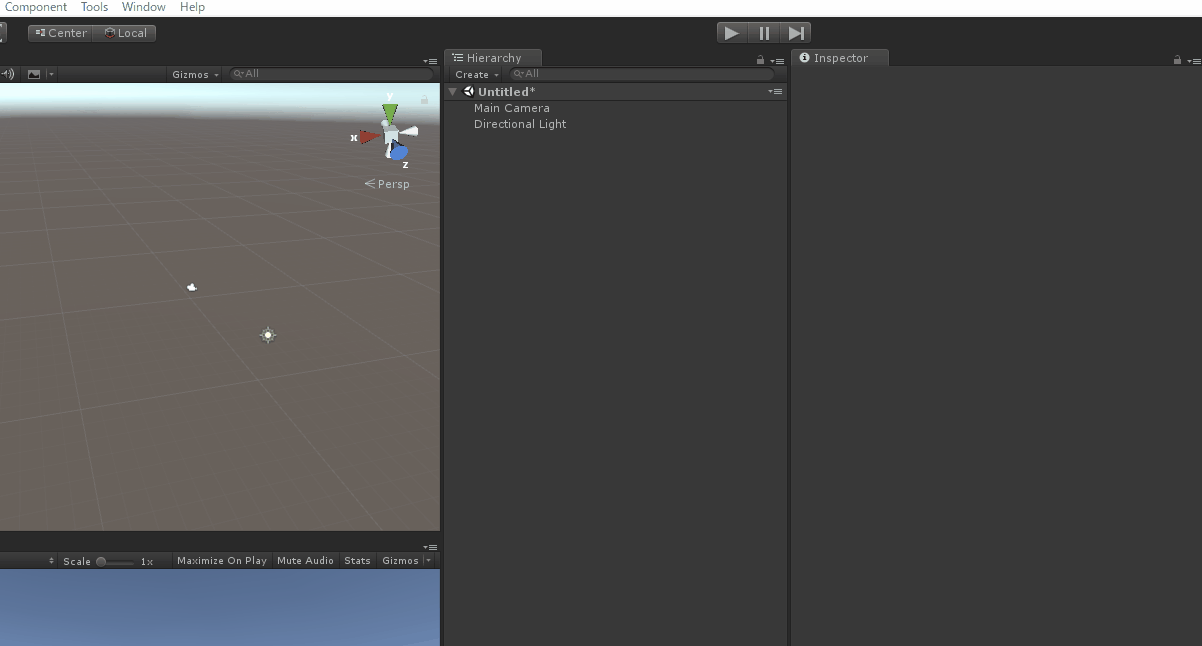 Component Tools Window Help
Center Local
Hierarchy
Inspector
Gizmos All
Create All
Untitled*
y
Main Camera
Directional Light
x
z
Persp
Scale 1x Maximize On Play Mute Audio Stats Gizmos